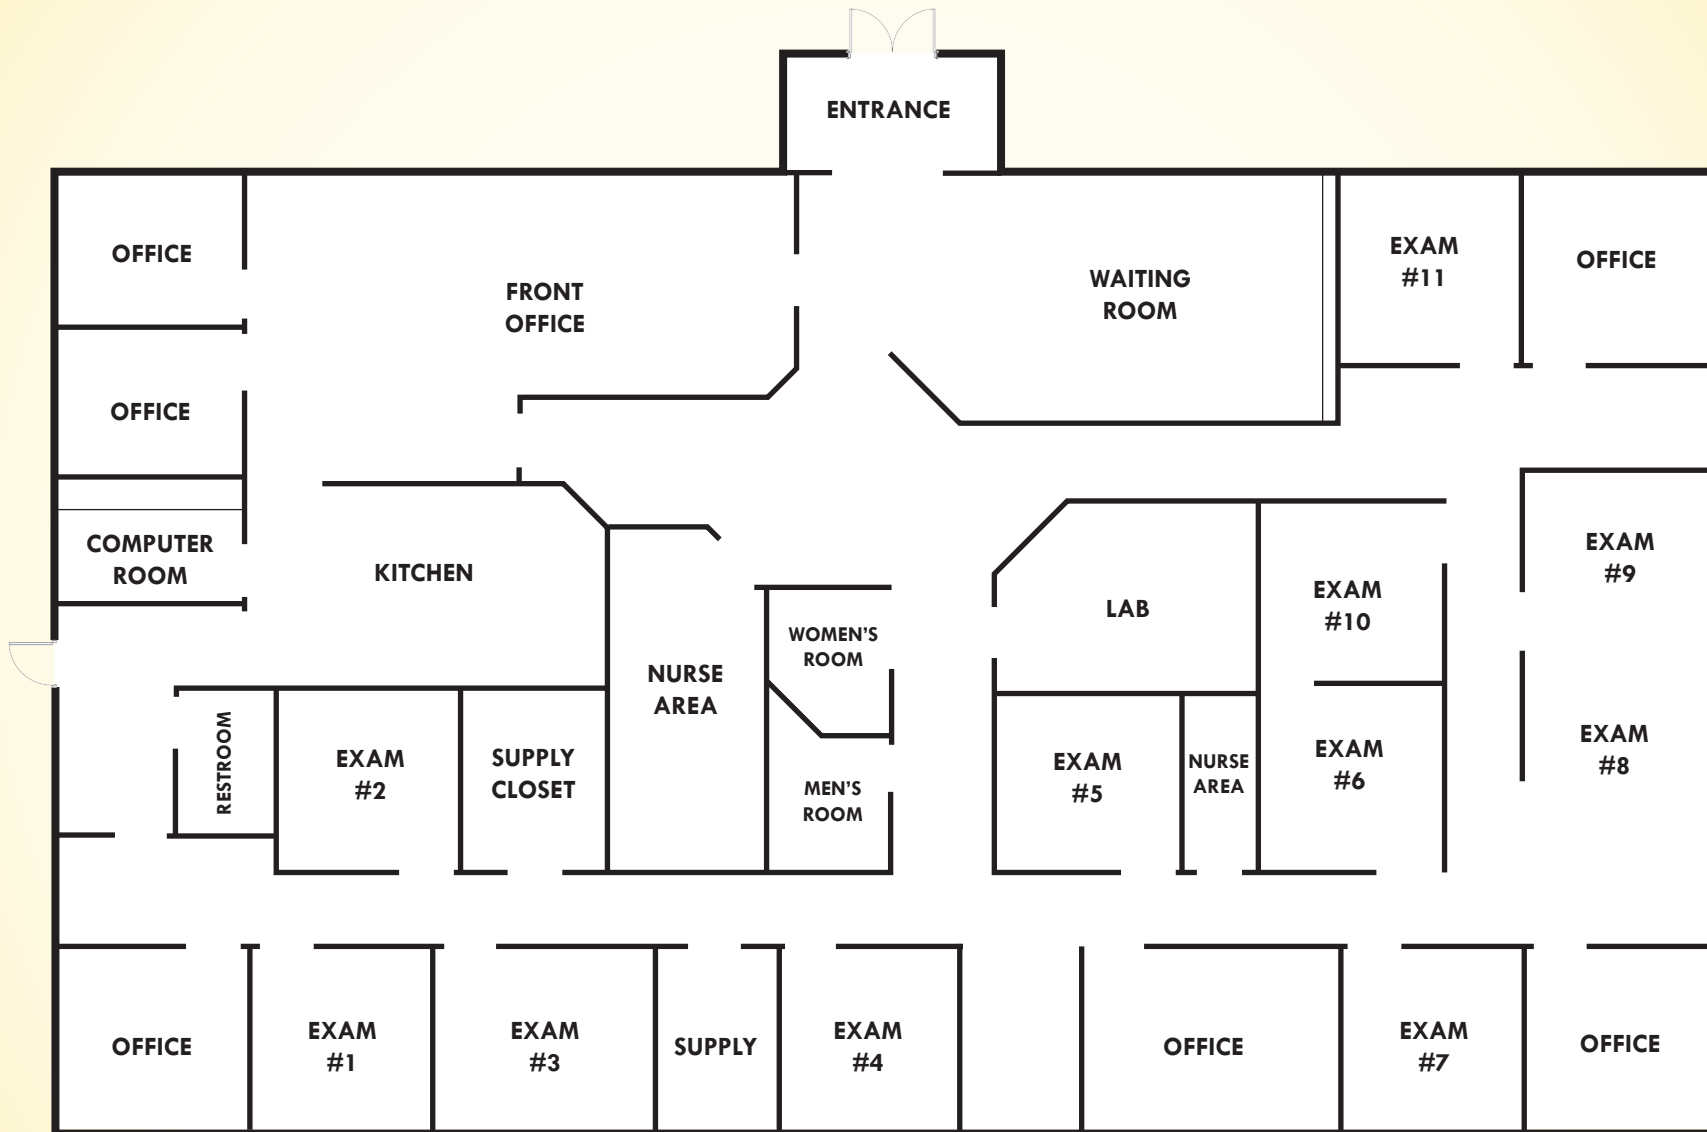 ENTRANCE
OFFICE
FRONT
OFFICE
WAITING
ROOM
EXAM
#11
OFFICE
OFFICE
COMPUTER
ROOM
KITCHEN
NURSE
AREA
WOMEN'S
ROOM
LAB
EXAM
#10
EXAM
#9
RESTROOM
EXAM
#2
SUPPLY
CLOSET
MEN'S
ROOM
EXAM
#5
NURSE
AREA
EXAM
#6
EXAM
#8
OFFICE
EXAM
#1
EXAM
#3
SUPPLY
EXAM
#4
OFFICE
EXAM
#7
OFFICE